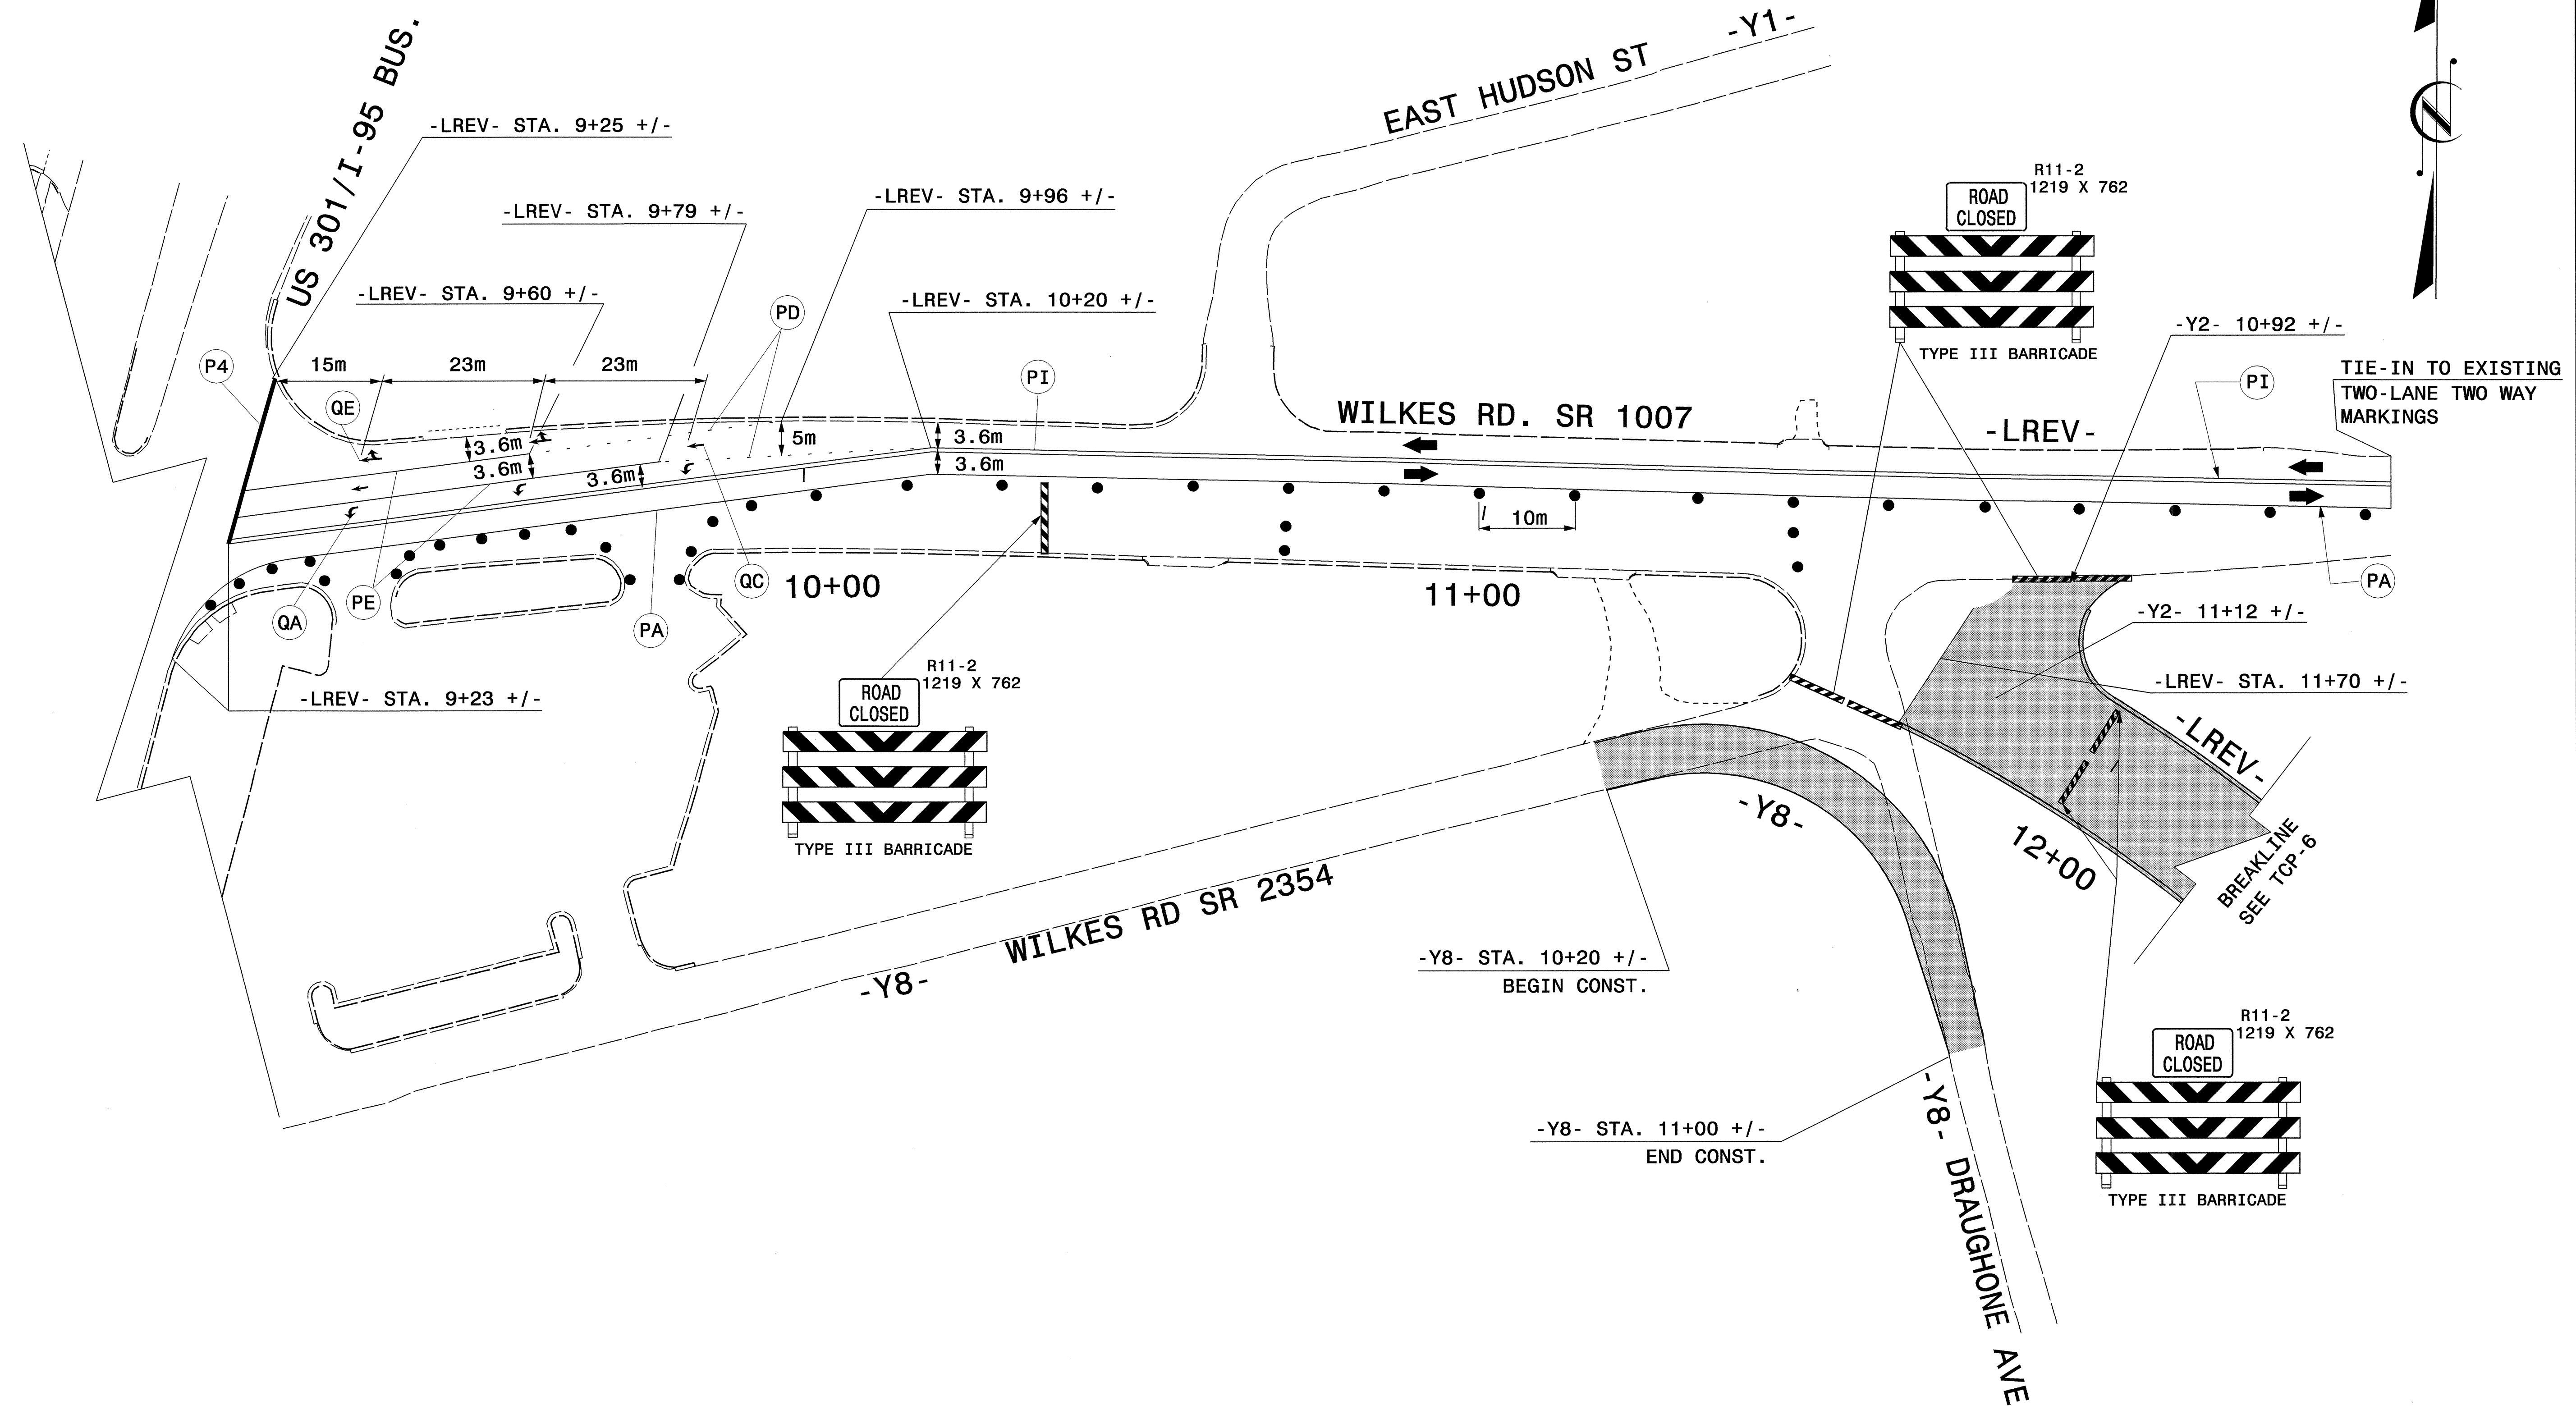 -Y1-
EAST HUDSON ST
US 301/I-95 BUS.
N
-LREV- STA. 9+25 +/-
-LREV- STA. 9+79 +/-
-LREV- STA. 9+96 +/-
-LREV- STA. 9+60 +/-
-LREV- STA. 10+20 +/-
R11-2
1219 X 762
ROAD
CLOSED
TYPE III BARRICADE
-Y2- 10+92 +/-
TIE-IN TO EXISTING
TWO-LANE TWO WAY
MARKINGS
P4
15m
23m
23m
PD
PI
PI
QE
3.6m
3.6m
3.6m
5m
3.6m
3.6m
WILKES RD. SR 1007
-LREV-
10m
QA
PE
PA
QC
10+00
11+00
PA
-Y2- 11+12 +/-
-LREV- STA. 11+70 +/-
-LREV- STA. 9+23 +/-
R11-2
1219 X 762
ROAD
CLOSED
TYPE III BARRICADE
-LREV-
-Y8-
12+00
BREAKLINE
SEE TCP-6
WILKES RD SR 2354
-Y8-
-Y8- STA. 10+20 +/-
BEGIN CONST.
R11-2
1219 X 762
ROAD
CLOSED
TYPE III BARRICADE
-Y8- STA. 11+00 +/-
END CONST.
-Y8- DRAUGHONE AVE